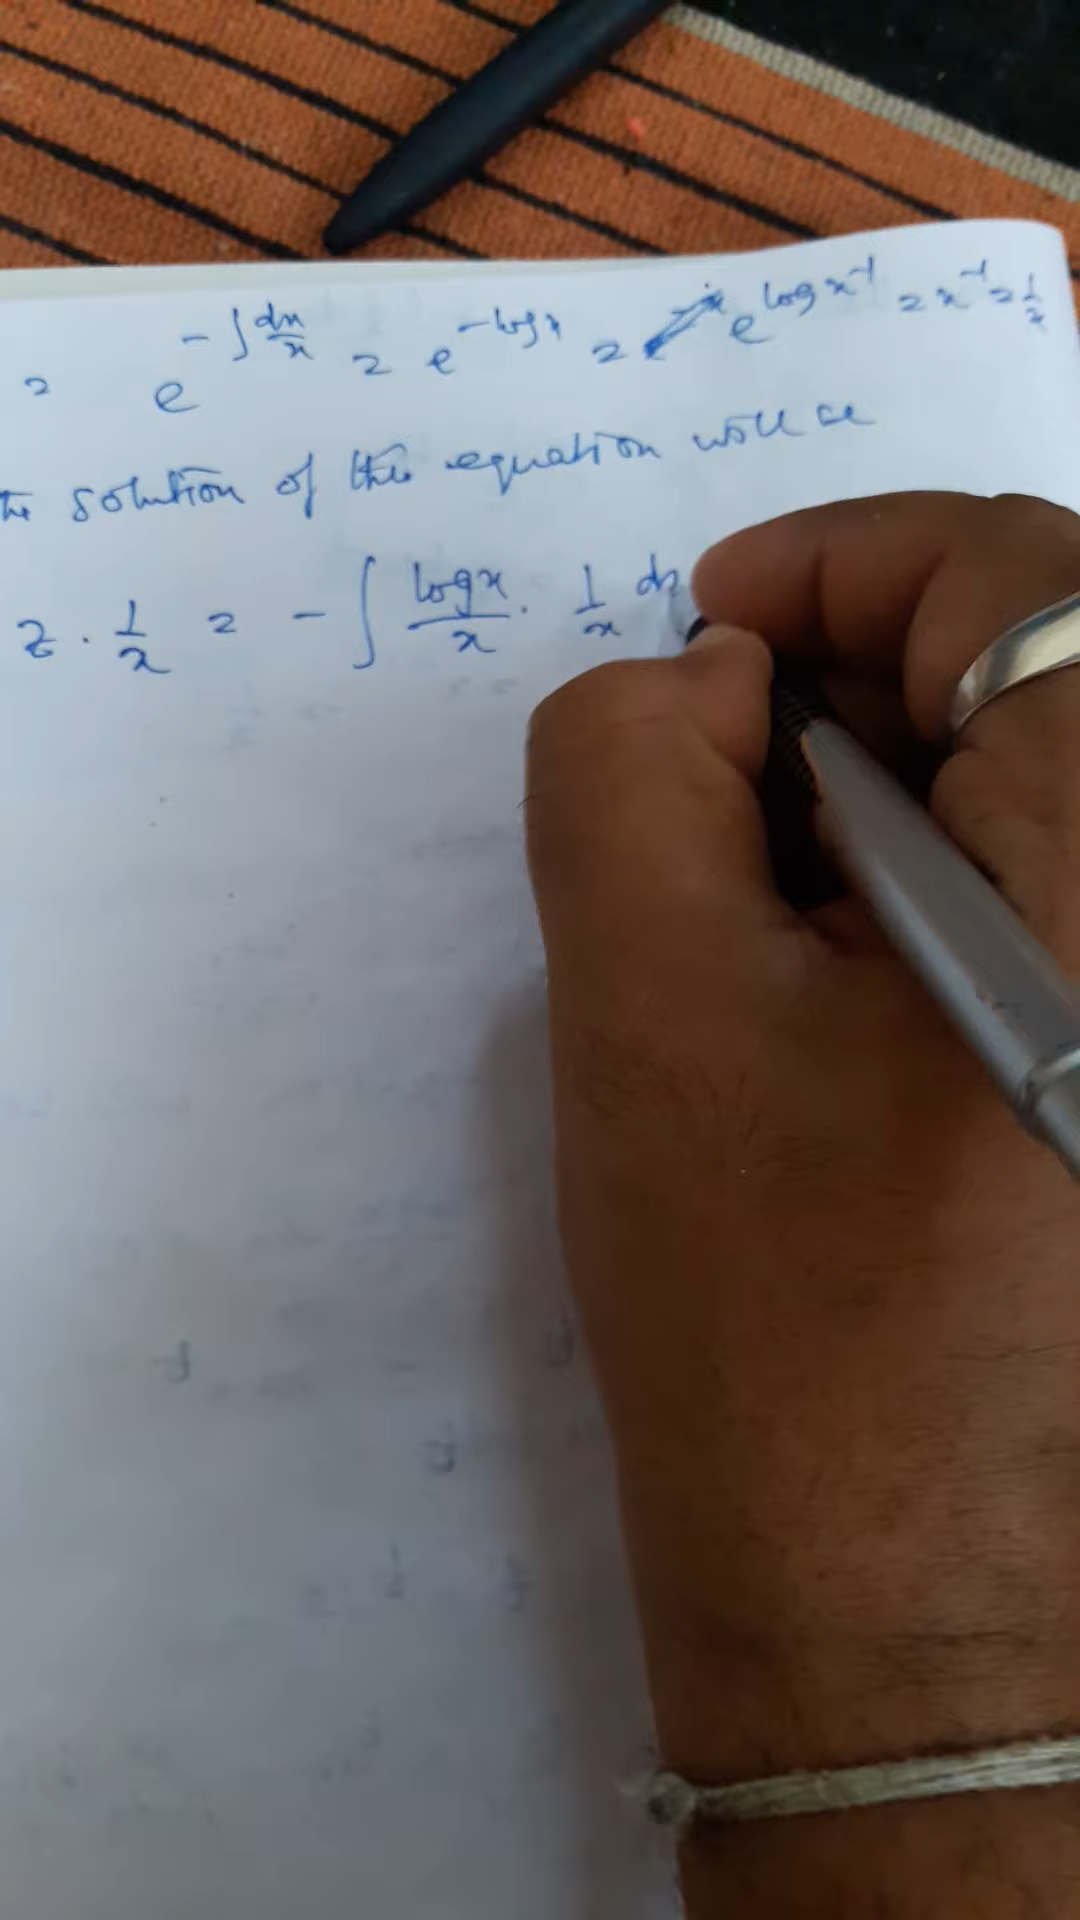 = e^{-∫ dx/x} = e^{-log x} = e^{log x^{-1}} = x^{-1} = 1/x
The solution of the equation will be
z · 1/x = - ∫ log x / x · 1/x dx